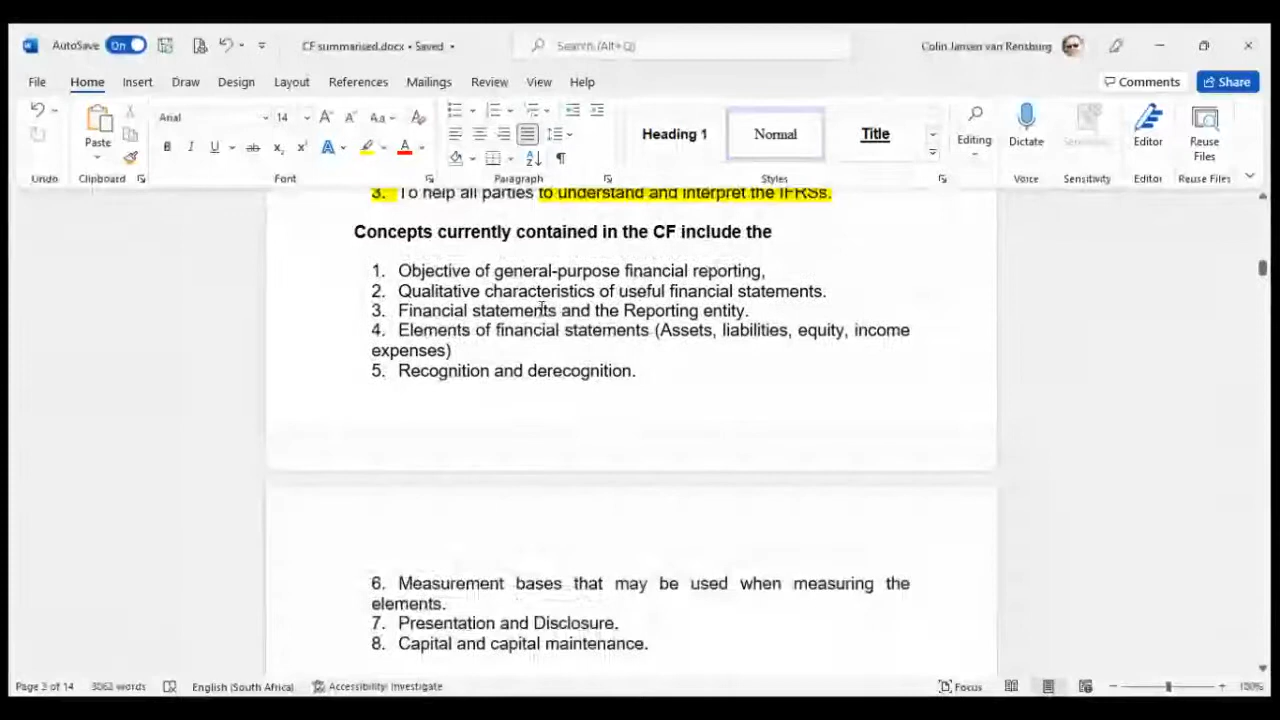 AutoSave On CF summarised.docx • Saved Search (Alt+Q) Colin Jansen van Rensburg
File Home Insert Draw Design Layout References Mailings Review View Help Comments Share
Arial 14 Aa Heading 1 Normal Title
Paste Editing Dictate Sensitivity Editor Reuse Files
Undo Clipboard Font Paragraph Styles Voice Sensitivity Editor Reuse Files
3. To help all parties to understand and interpret the IFRSs.
Concepts currently contained in the CF include the
1. Objective of general-purpose financial reporting,
2. Qualitative characteristics of useful financial statements.
3. Financial statements and the Reporting entity.
4. Elements of financial statements (Assets, liabilities, equity, income
expenses)
5. Recognition and derecognition.
6. Measurement bases that may be used when measuring the
elements.
7. Presentation and Disclosure.
8. Capital and capital maintenance.
Page 3 of 14 3062 words English (South Africa) Accessibility: Investigate Focus 100%